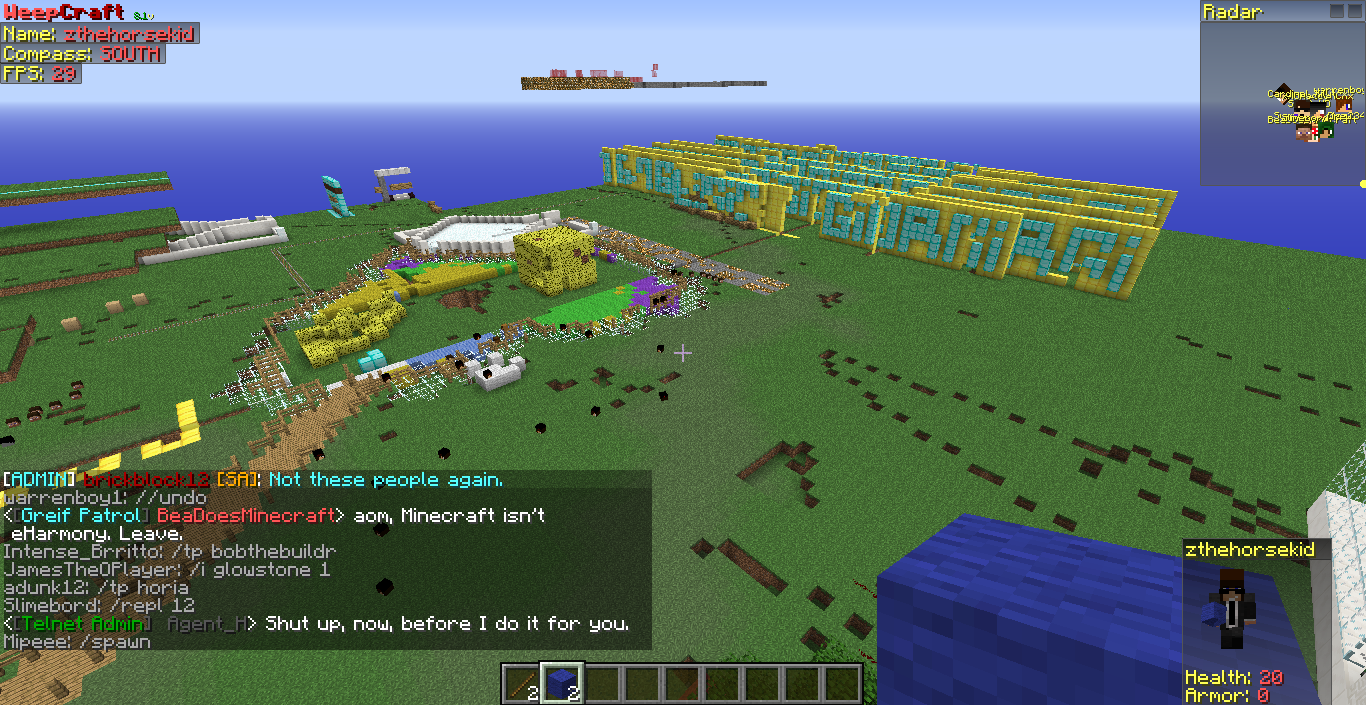 WeepCraft 8.1v
Name: zthehorsekid
Compass: SOUTH
FPS: 29
Radar
[ADMIN] brickblock12 [SA]: Not these people again.
warrenboy1: //undo
<[Greif Patrol] BeaDoesMinecraft> aom, Minecraft isn't
eHarmony. Leave.
Intense_Brritto: /tp bobthebuildr
JamesTheOPlayer: /i glowstone 1
adunk12: /tp horia
Slimebord: /repl 12
<[Telnet Admin] Agent_H> Shut up, now, before I do it for you.
Mipeee: /spawn
2
2
zthehorsekid
Health: 20
Armor: 0